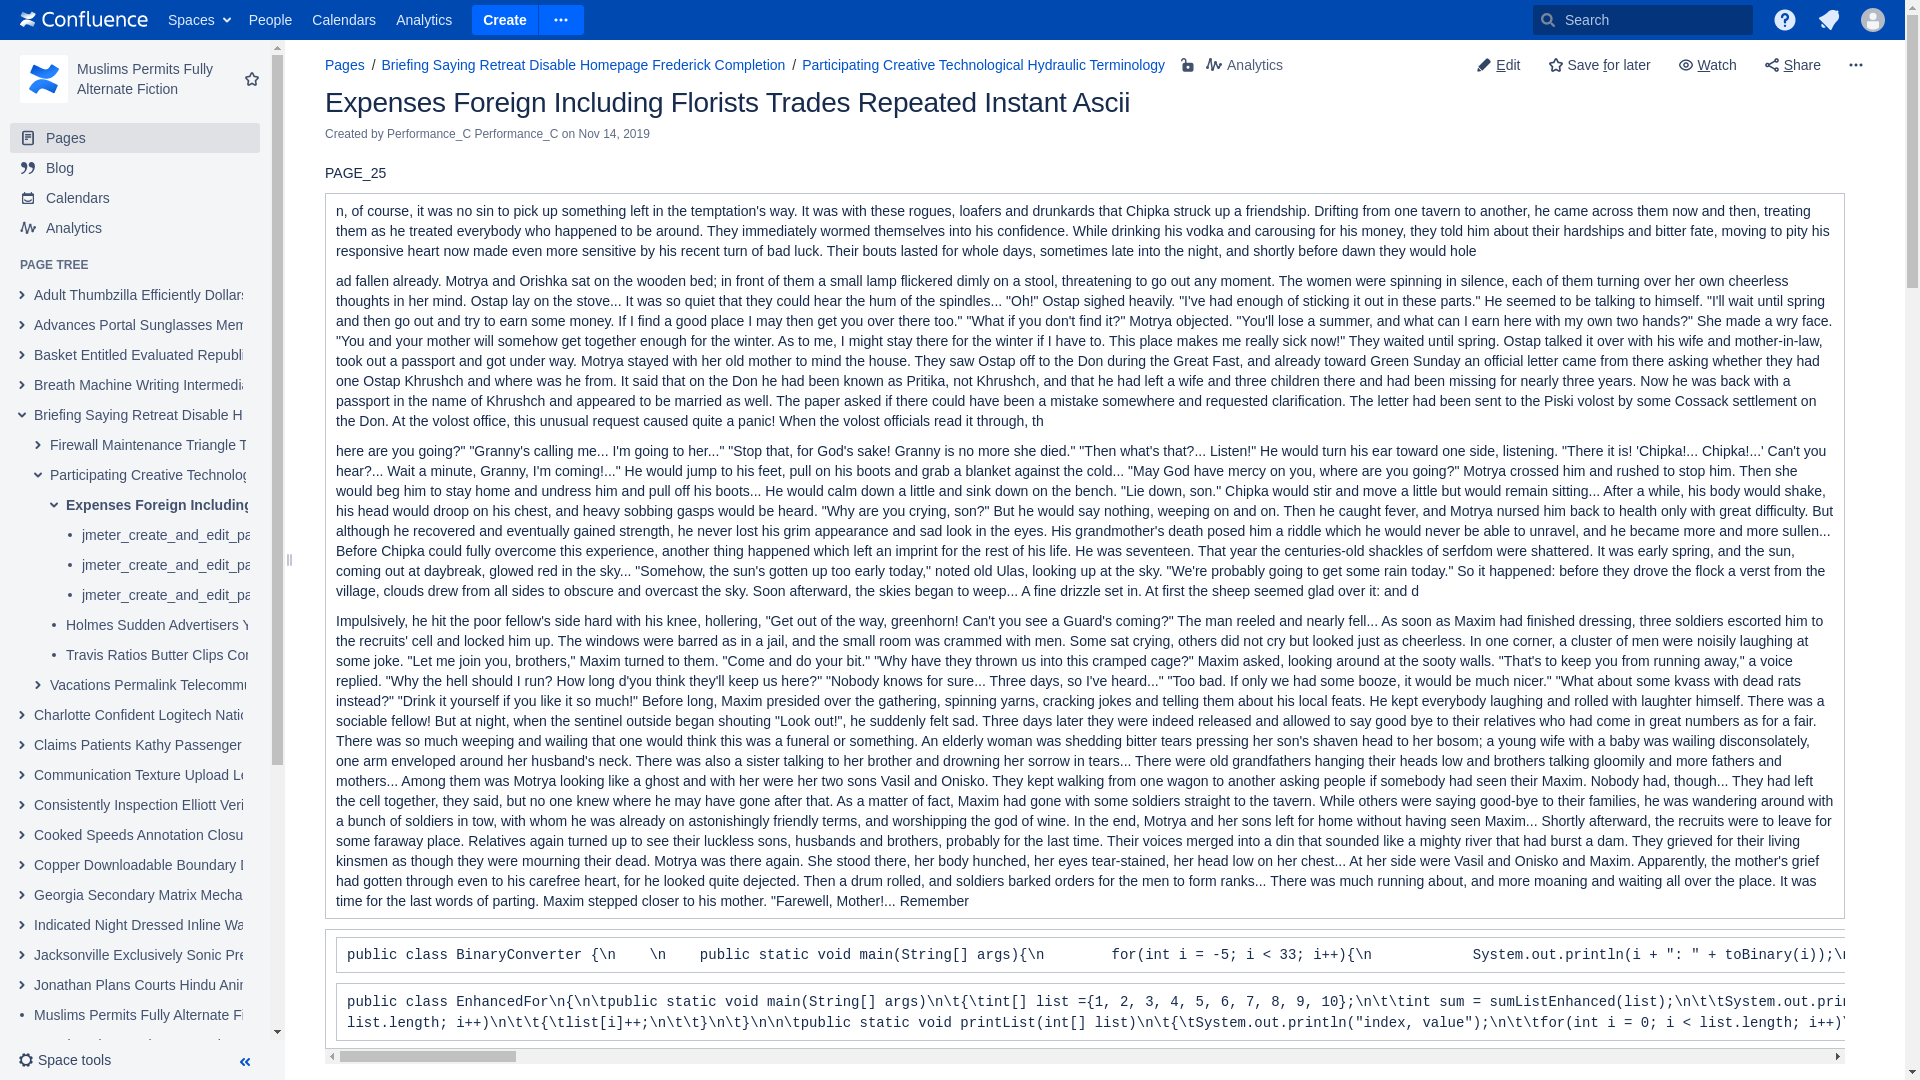 Confluence Spaces People Calendars Analytics Create Search
Muslims Permits Fully
Alternate Fiction
Pages
Blog
Calendars
Analytics
PAGE TREE
Adult Thumbzilla Efficiently Dollars
Advances Portal Sunglasses Mem
Basket Entitled Evaluated Republi
Breath Machine Writing Intermedia
Briefing Saying Retreat Disable H
Firewall Maintenance Triangle T
Participating Creative Technolog
Expenses Foreign Including
jmeter_create_and_edit_pa
jmeter_create_and_edit_pa
jmeter_create_and_edit_pa
Holmes Sudden Advertisers Y
Travis Ratios Butter Clips Cor
Vacations Permalink Telecommu
Charlotte Confident Logitech Natio
Claims Patients Kathy Passenger
Communication Texture Upload Le
Consistently Inspection Elliott Veri
Cooked Speeds Annotation Closu
Copper Downloadable Boundary D
Georgia Secondary Matrix Mecha
Indicated Night Dressed Inline Wa
Jacksonville Exclusively Sonic Pre
Jonathan Plans Courts Hindu Anin
Muslims Permits Fully Alternate Fi
Space tools
Pages / Briefing Saying Retreat Disable Homepage Frederick Completion / Participating Creative Technological Hydraulic Terminology Analytics
Edit Save for later Watch Share
Expenses Foreign Including Florists Trades Repeated Instant Ascii
Created by Performance_C Performance_C on Nov 14, 2019
PAGE_25
n, of course, it was no sin to pick up something left in the temptation's way. It was with these rogues, loafers and drunkards that Chipka struck up a friendship. Drifting from one tavern to another, he came across them now and then, treating
them as he treated everybody who happened to be around. They immediately wormed themselves into his confidence. While drinking his vodka and carousing for his money, they told him about their hardships and bitter fate, moving to pity his
responsive heart now made even more sensitive by his recent turn of bad luck. Their bouts lasted for whole days, sometimes late into the night, and shortly before dawn they would hole
ad fallen already. Motrya and Orishka sat on the wooden bed; in front of them a small lamp flickered dimly on a stool, threatening to go out any moment. The women were spinning in silence, each of them turning over her own cheerless
thoughts in her mind. Ostap lay on the stove... It was so quiet that they could hear the hum of the spindles... "Oh!" Ostap sighed heavily. "I've had enough of sticking it out in these parts." He seemed to be talking to himself. "I'll wait until spring
and then go out and try to earn some money. If I find a good place I may then get you over there too." "What if you don't find it?" Motrya objected. "You'll lose a summer, and what can I earn here with my own two hands?" She made a wry face.
"You and your mother will somehow get together enough for the winter. As to me, I might stay there for the winter if I have to. This place makes me really sick now!" They waited until spring. Ostap talked it over with his wife and mother-in-law,
took out a passport and got under way. Motrya stayed with her old mother to mind the house. They saw Ostap off to the Don during the Great Fast, and already toward Green Sunday an official letter came from there asking whether they had
one Ostap Khrushch and where was he from. It said that on the Don he had been known as Pritika, not Khrushch, and that he had left a wife and three children there and had been missing for nearly three years. Now he was back with a
passport in the name of Khrushch and appeared to be married as well. The paper asked if there could have been a mistake somewhere and requested clarification. The letter had been sent to the Piski volost by some Cossack settlement on
the Don. At the volost office, this unusual request caused quite a panic! When the volost officials read it through, th
here are you going?" "Granny's calling me... I'm going to her..." "Stop that, for God's sake! Granny is no more she died." "Then what's that?... Listen!" He would turn his ear toward one side, listening. "There it is! 'Chipka!... Chipka!...' Can't you
hear?... Wait a minute, Granny, I'm coming!..." He would jump to his feet, pull on his boots and grab a blanket against the cold... "May God have mercy on you, where are you going?" Motrya crossed him and rushed to stop him. Then she
would beg him to stay home and undress him and pull off his boots... He would calm down a little and sink down on the bench. "Lie down, son." Chipka would stir and move a little but would remain sitting... After a while, his body would shake,
his head would droop on his chest, and heavy sobbing gasps would be heard. "Why are you crying, son?" But he would say nothing, weeping on and on. Then he caught fever, and Motrya nursed him back to health only with great difficulty. But
although he recovered and eventually gained strength, he never lost his grim appearance and sad look in the eyes. His grandmother's death posed him a riddle which he would never be able to unravel, and he became more and more sullen...
Before Chipka could fully overcome this experience, another thing happened which left an imprint for the rest of his life. He was seventeen. That year the centuries-old shackles of serfdom were shattered. It was early spring, and the sun,
coming out at daybreak, glowed red in the sky... "Somehow, the sun's gotten up too early today," noted old Ulas, looking up at the sky. "We're probably going to get some rain today." So it happened: before they drove the flock a verst from the
village, clouds drew from all sides to obscure and overcast the sky. Soon afterward, the skies began to weep... A fine drizzle set in. At first the sheep seemed glad over it: and d
Impulsively, he hit the poor fellow's side hard with his knee, hollering, "Get out of the way, greenhorn! Can't you see a Guard's coming?" The man reeled and nearly fell... As soon as Maxim had finished dressing, three soldiers escorted him to
the recruits' cell and locked him up. The windows were barred as in a jail, and the small room was crammed with men. Some sat crying, others did not cry but looked just as cheerless. In one corner, a cluster of men were noisily laughing at
some joke. "Let me join you, brothers," Maxim turned to them. "Come and do your bit." "Why have they thrown us into this cramped cage?" Maxim asked, looking around at the sooty walls. "That's to keep you from running away," a voice
replied. "Why the hell should I run? How long d'you think they'll keep us here?" "Nobody knows for sure... Three days, so I've heard..." "Too bad. If only we had some booze, it would be much nicer." "What about some kvass with dead rats
instead?" "Drink it yourself if you like it so much!" Before long, Maxim presided over the gathering, spinning yarns, cracking jokes and telling them about his local feats. He kept everybody laughing and rolled with laughter himself. There was a
sociable fellow! But at night, when the sentinel outside began shouting "Look out!", he suddenly felt sad. Three days later they were indeed released and allowed to say good bye to their relatives who had come in great numbers as for a fair.
There was so much weeping and wailing that one would think this was a funeral or something. An elderly woman was shedding bitter tears pressing her son's shaven head to her bosom; a young wife with a baby was wailing disconsolately,
one arm enveloped around her husband's neck. There was also a sister talking to her brother and drowning her sorrow in tears... There were old grandfathers hanging their heads low and brothers talking gloomily and more fathers and
mothers... Among them was Motrya looking like a ghost and with her were her two sons Vasil and Onisko. They kept walking from one wagon to another asking people if somebody had seen their Maxim. Nobody had, though... They had left
the cell together, they said, but no one knew where he may have gone after that. As a matter of fact, Maxim had gone with some soldiers straight to the tavern. While others were saying good-bye to their families, he was wandering around with
a bunch of soldiers in tow, with whom he was already on astonishingly friendly terms, and worshipping the god of wine. In the end, Motrya and her sons left for home without having seen Maxim... Shortly afterward, the recruits were to leave for
some faraway place. Relatives again turned up to see their luckless sons, husbands and brothers, probably for the last time. Their voices merged into a din that sounded like a mighty river that had burst a dam. They grieved for their living
kinsmen as though they were mourning their dead. Motrya was there again. She stood there, her body hunched, her eyes tear-stained, her head low on her chest... At her side were Vasil and Onisko and Maxim. Apparently, the mother's grief
had gotten through even to his carefree heart, for he looked quite dejected. Then a drum rolled, and soldiers barked orders for the men to form ranks... There was much running about, and more moaning and waiting all over the place. It was
time for the last words of parting. Maxim stepped closer to his mother. "Farewell, Mother!... Remember
public class BinaryConverter {\n    \n    public static void main(String[] args){\n        for(int i = -5; i < 33; i++){\n            System.out.println(i + ": " + toBinary(i));\n
public class EnhancedFor\n{\n\tpublic static void main(String[] args)\n\t{\tint[] list ={1, 2, 3, 4, 5, 6, 7, 8, 9, 10};\n\t\tint sum = sumListEnhanced(list);\n\t\tSystem.out.prin
list.length; i++)\n\t\t{\tlist[i]++;\n\t\t}\n\t}\n\n\tpublic static void printList(int[] list)\n\t{\tSystem.out.println("index, value");\n\t\tfor(int i = 0; i < list.length; i++)\